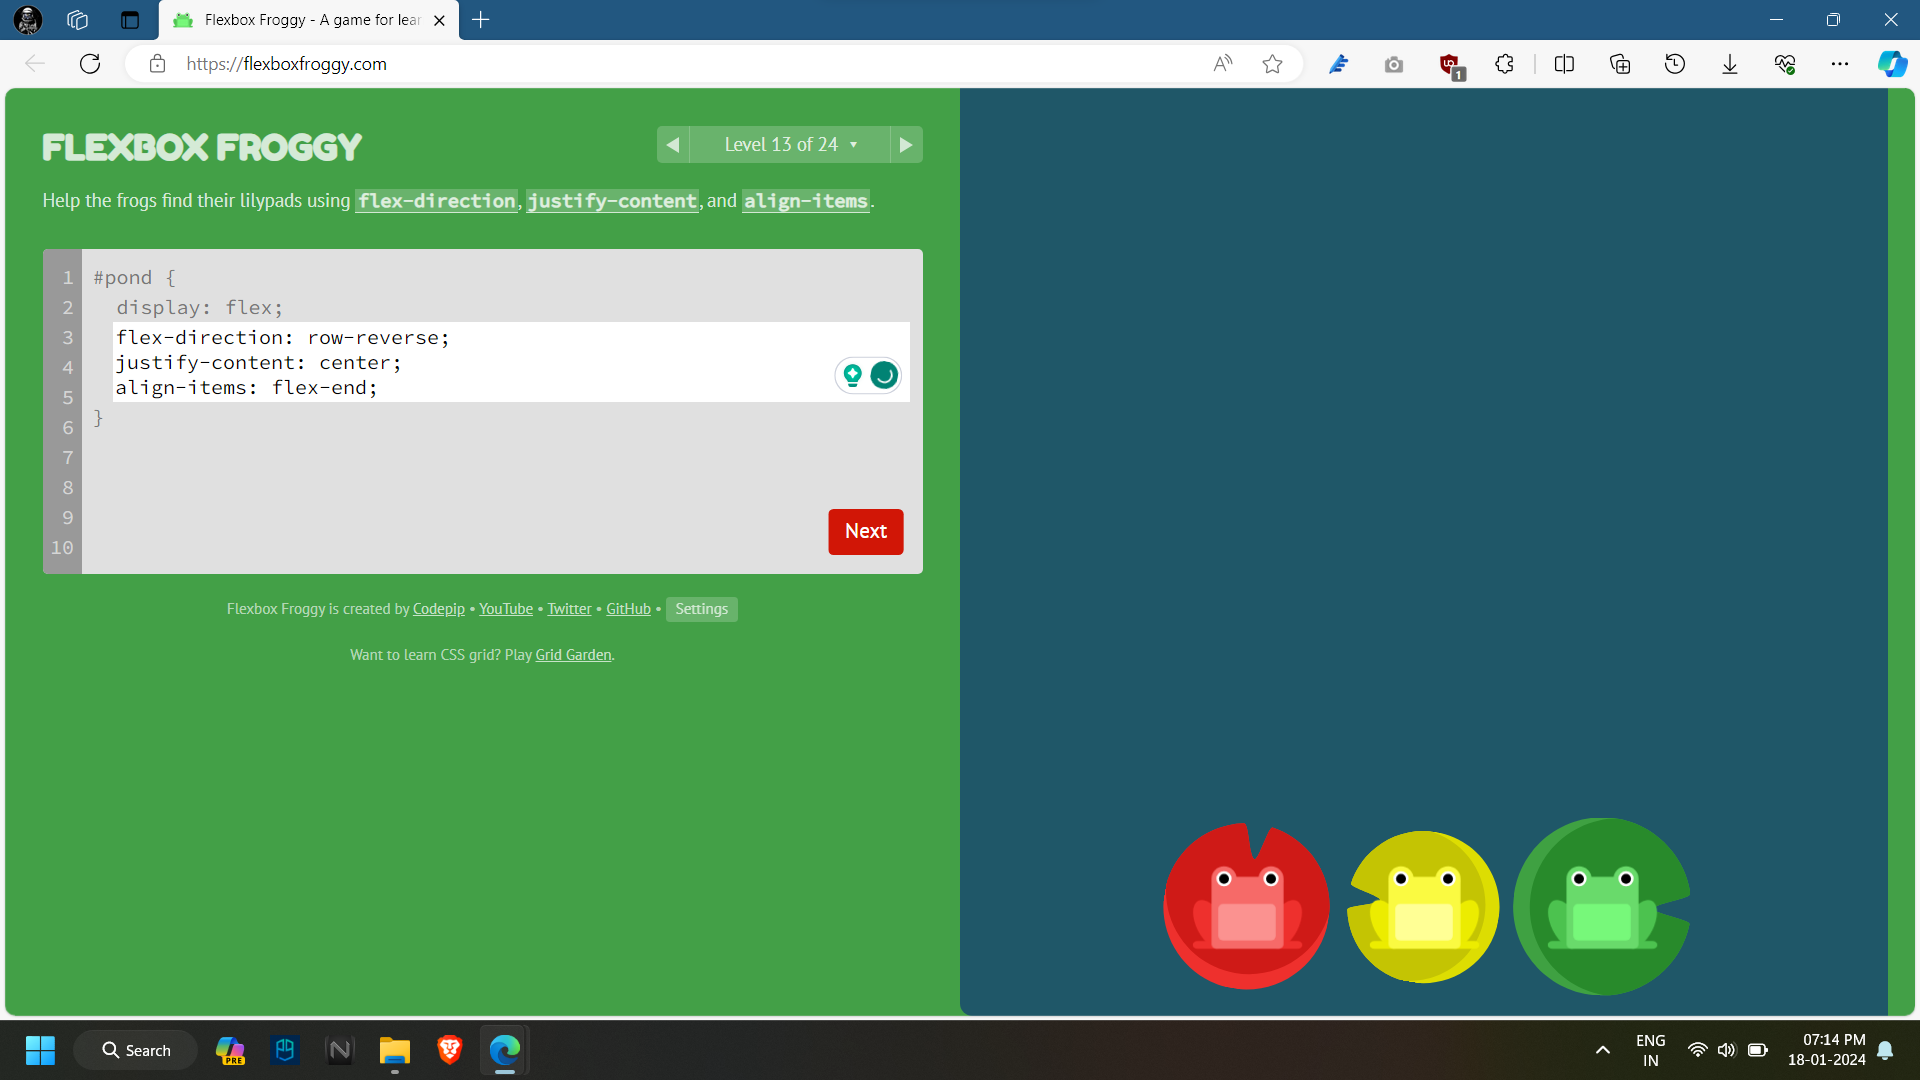 Flexbox Froggy - A game for lear
https://flexboxfroggy.com
1
FLEXBOX FROGGY
Level 13 of 24
Help the frogs find their lilypads using flex-direction, justify-content, and align-items.
1 #pond {
2 display: flex;
3 flex-direction: row-reverse;
4 justify-content: center;
5 align-items: flex-end;
6 }
7
8
9
10
Next
Flexbox Froggy is created by Codepip • YouTube • Twitter • GitHub • Settings
Want to learn CSS grid? Play Grid Garden.
Search
PRE
ENG
IN
07:14 PM
18-01-2024